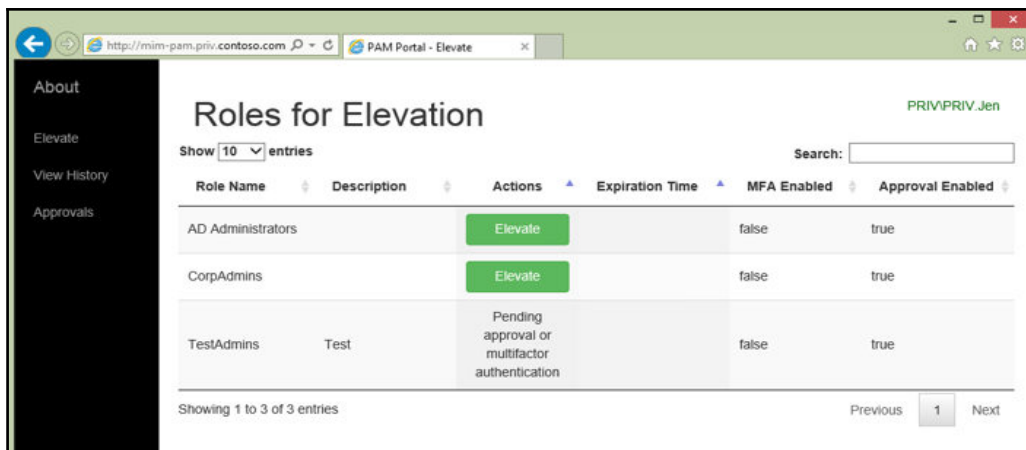 http://mim-pam.priv.contoso.com
PAM Portal - Elevate
About
Elevate
View History
Approvals
Roles for Elevation
PRIV\PRIV.Jen
Show 10 entries
Search:
Role Name Description Actions Expiration Time MFA Enabled Approval Enabled
AD Administrators Elevate false true
CorpAdmins Elevate false true
TestAdmins Test Pending approval or multifactor authentication false true
Showing 1 to 3 of 3 entries
Previous 1 Next